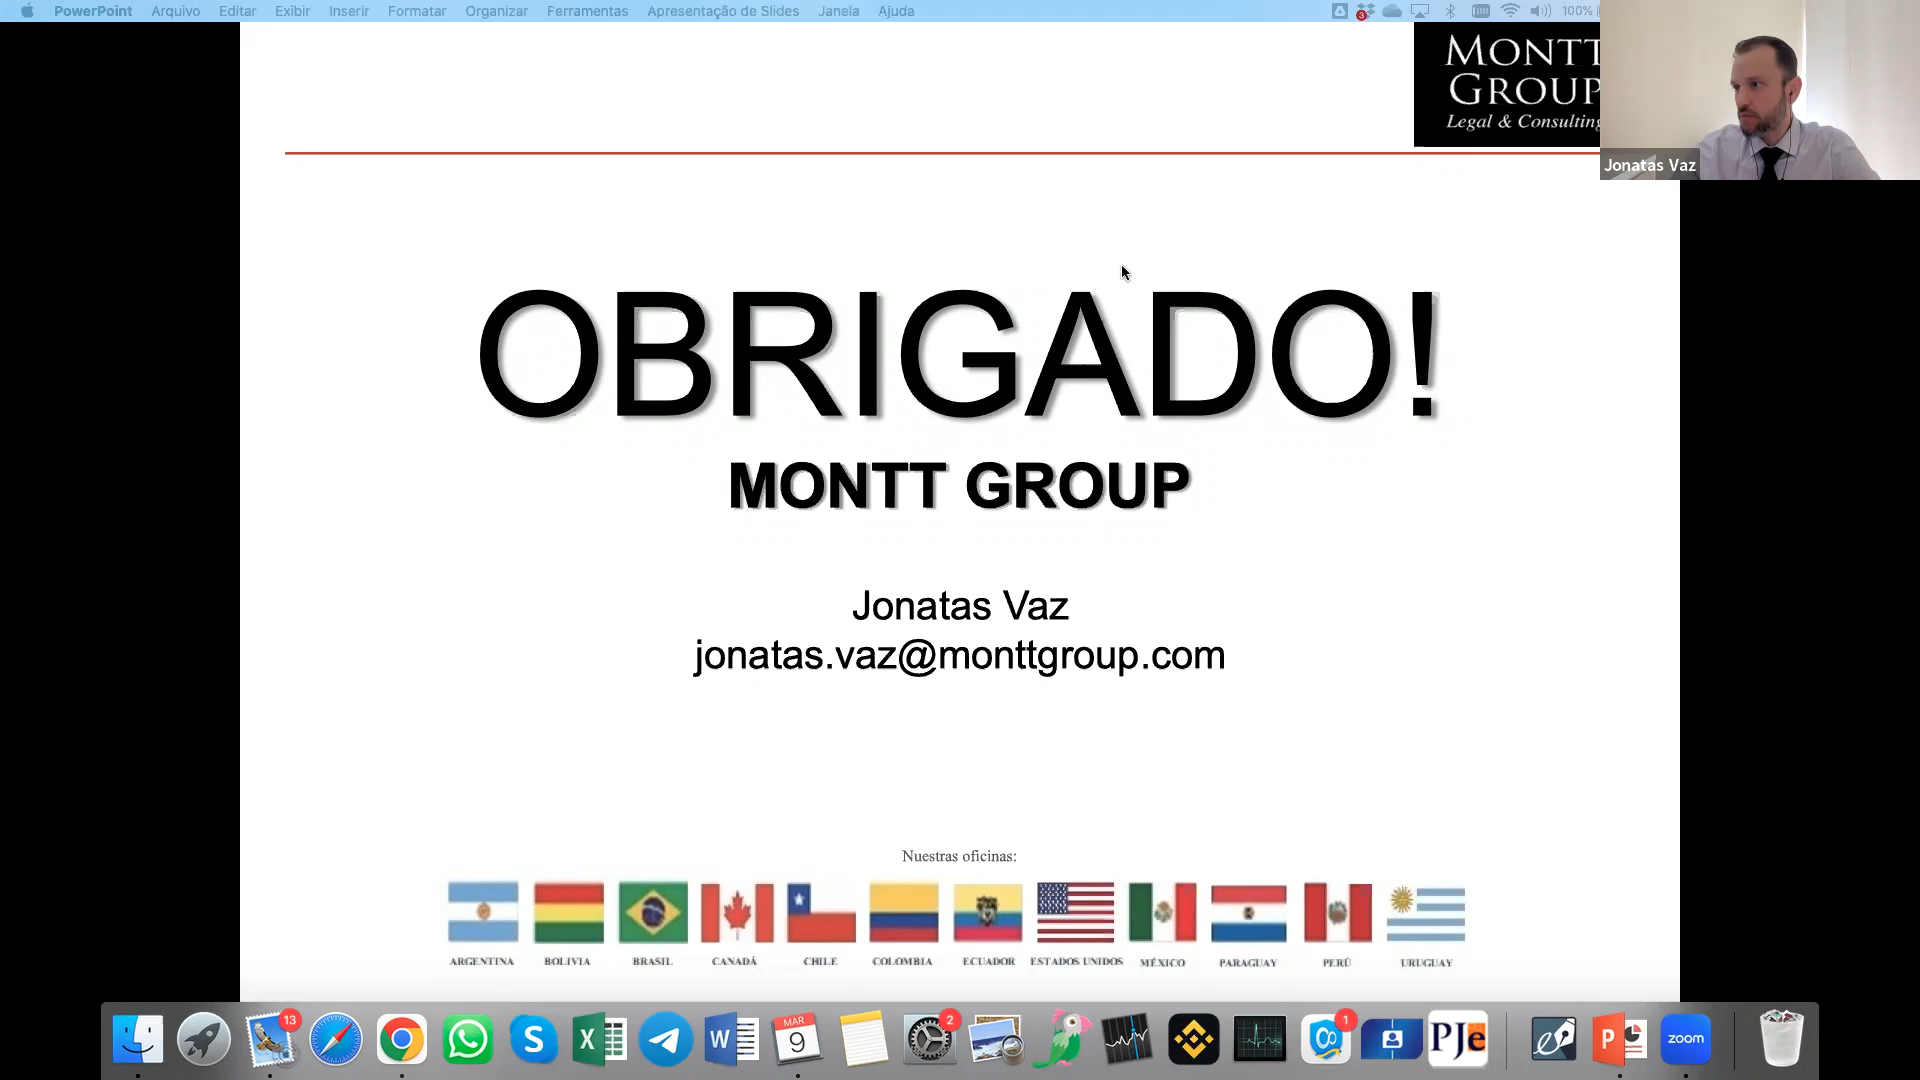 PowerPoint Arquivo Editar Exibir Inserir Formatar Organizar Ferramentas Apresentação de Slides Janela Ajuda
3
100%
MONTT
GROUP
Legal & Consulting
Jonatas Vaz
OBRIGADO!
MONTT GROUP
Jonatas Vaz
jonatas.vaz@monttgroup.com
Nuestras oficinas:
ARGENTINA BOLIVIA BRASIL CANADÁ CHILE COLOMBIA ECUADOR ESTADOS UNIDOS MÉXICO PARAGUAY PERÚ URUGUAY
13
MAR
9
2
1
S
X
W
PJe
P
zoom